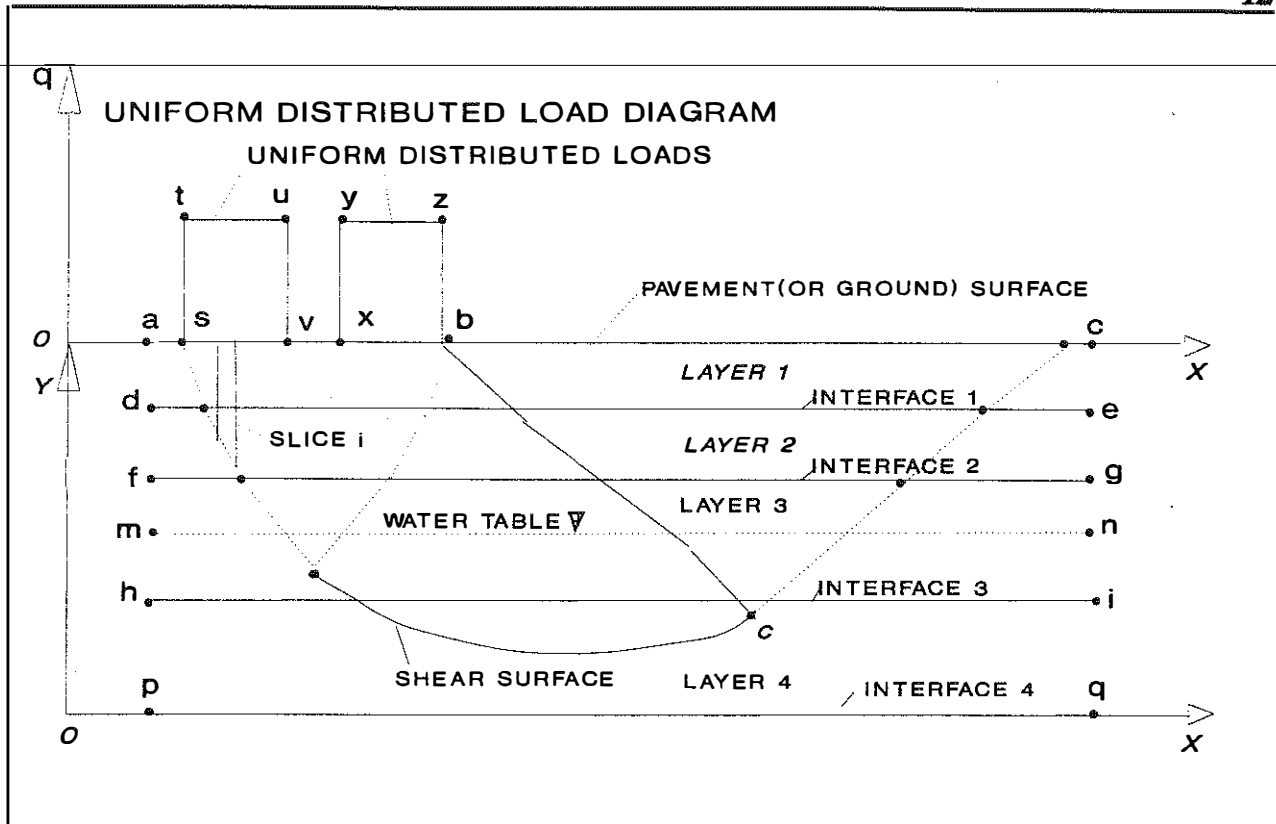 q
UNIFORM DISTRIBUTED LOAD DIAGRAM
UNIFORM DISTRIBUTED LOADS
t u y z
PAVEMENT(OR GROUND) SURFACE
a s v x b c
O
X
Y
LAYER 1
d INTERFACE 1 e
SLICE i LAYER 2
f INTERFACE 2 g
LAYER 3
WATER TABLE
m n
h INTERFACE 3 i
c
SHEAR SURFACE LAYER 4
p INTERFACE 4 q
O X